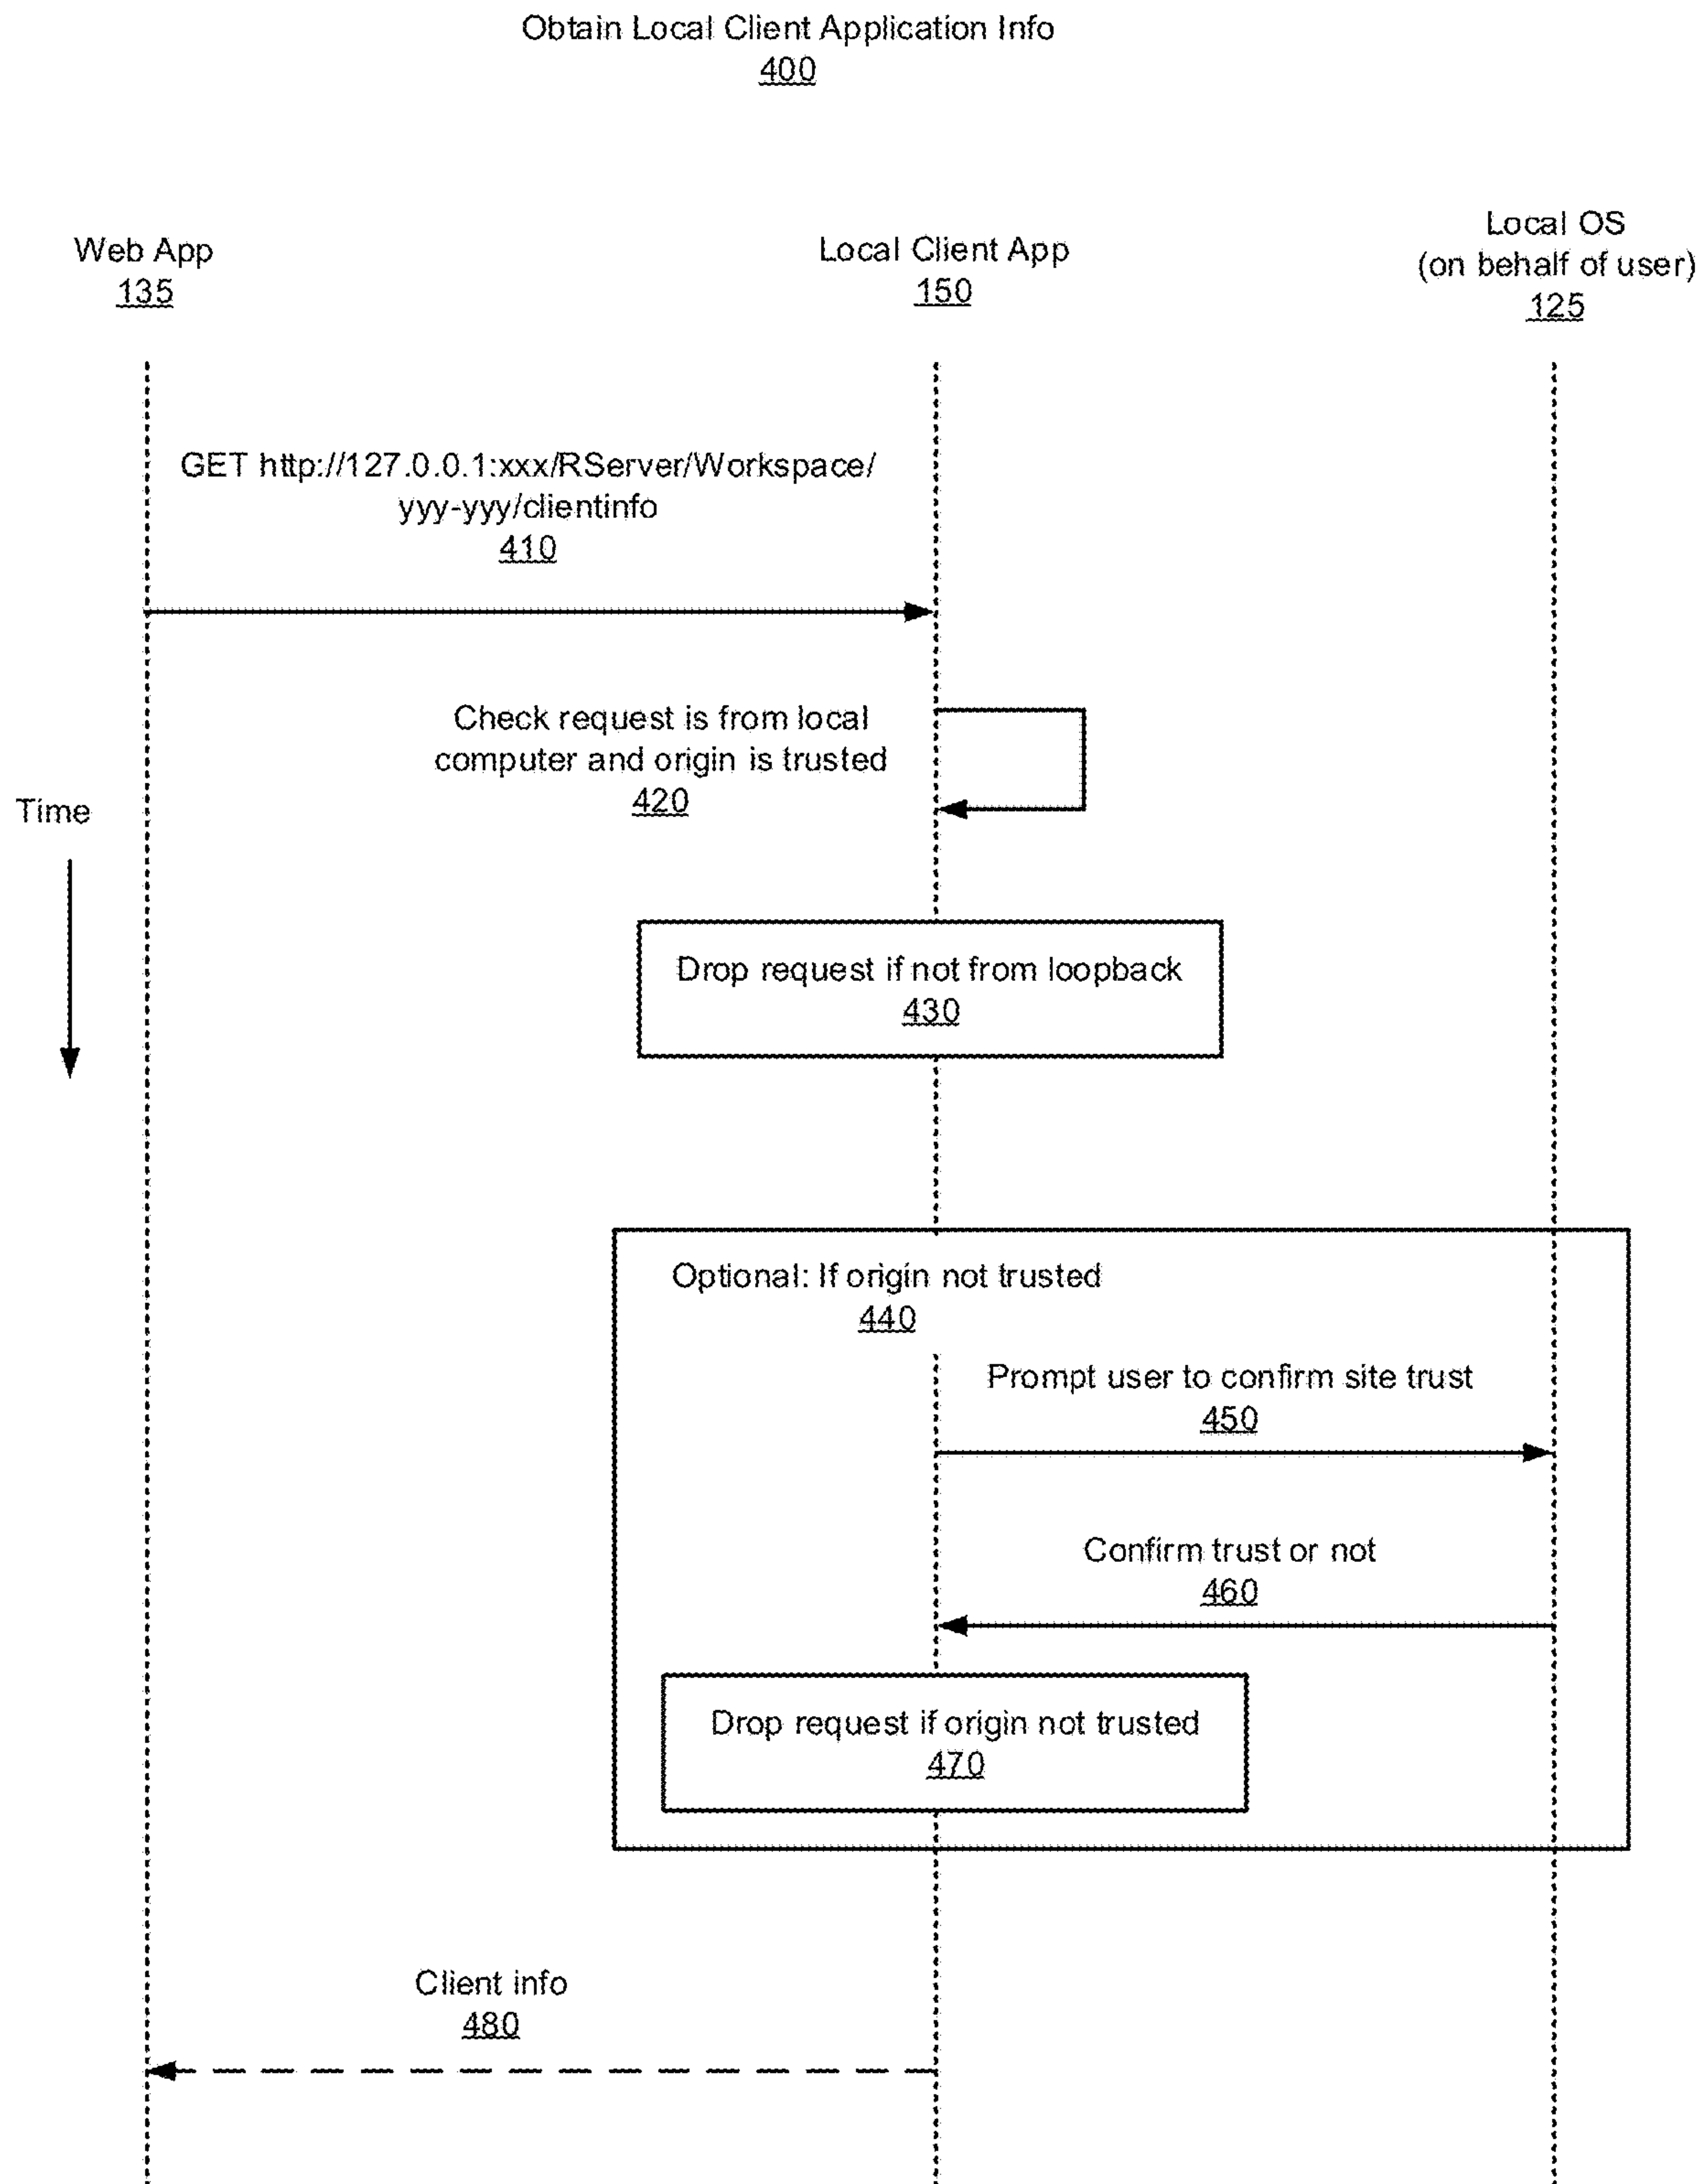 Obtain Local Client Application Info
400
Web App
135
Local Client App
150
Local OS
(on behalf of user)
125
GET http://127.0.0.1:xxx/RServer/Workspace/
yyy-yyy/clientinfo
410
Check request is from local
computer and origin is trusted
420
Time
Drop request if not from loopback
430
Optional: If origin not trusted
440
Prompt user to confirm site trust
450
Confirm trust or not
460
Drop request if origin not trusted
470
Client info
480